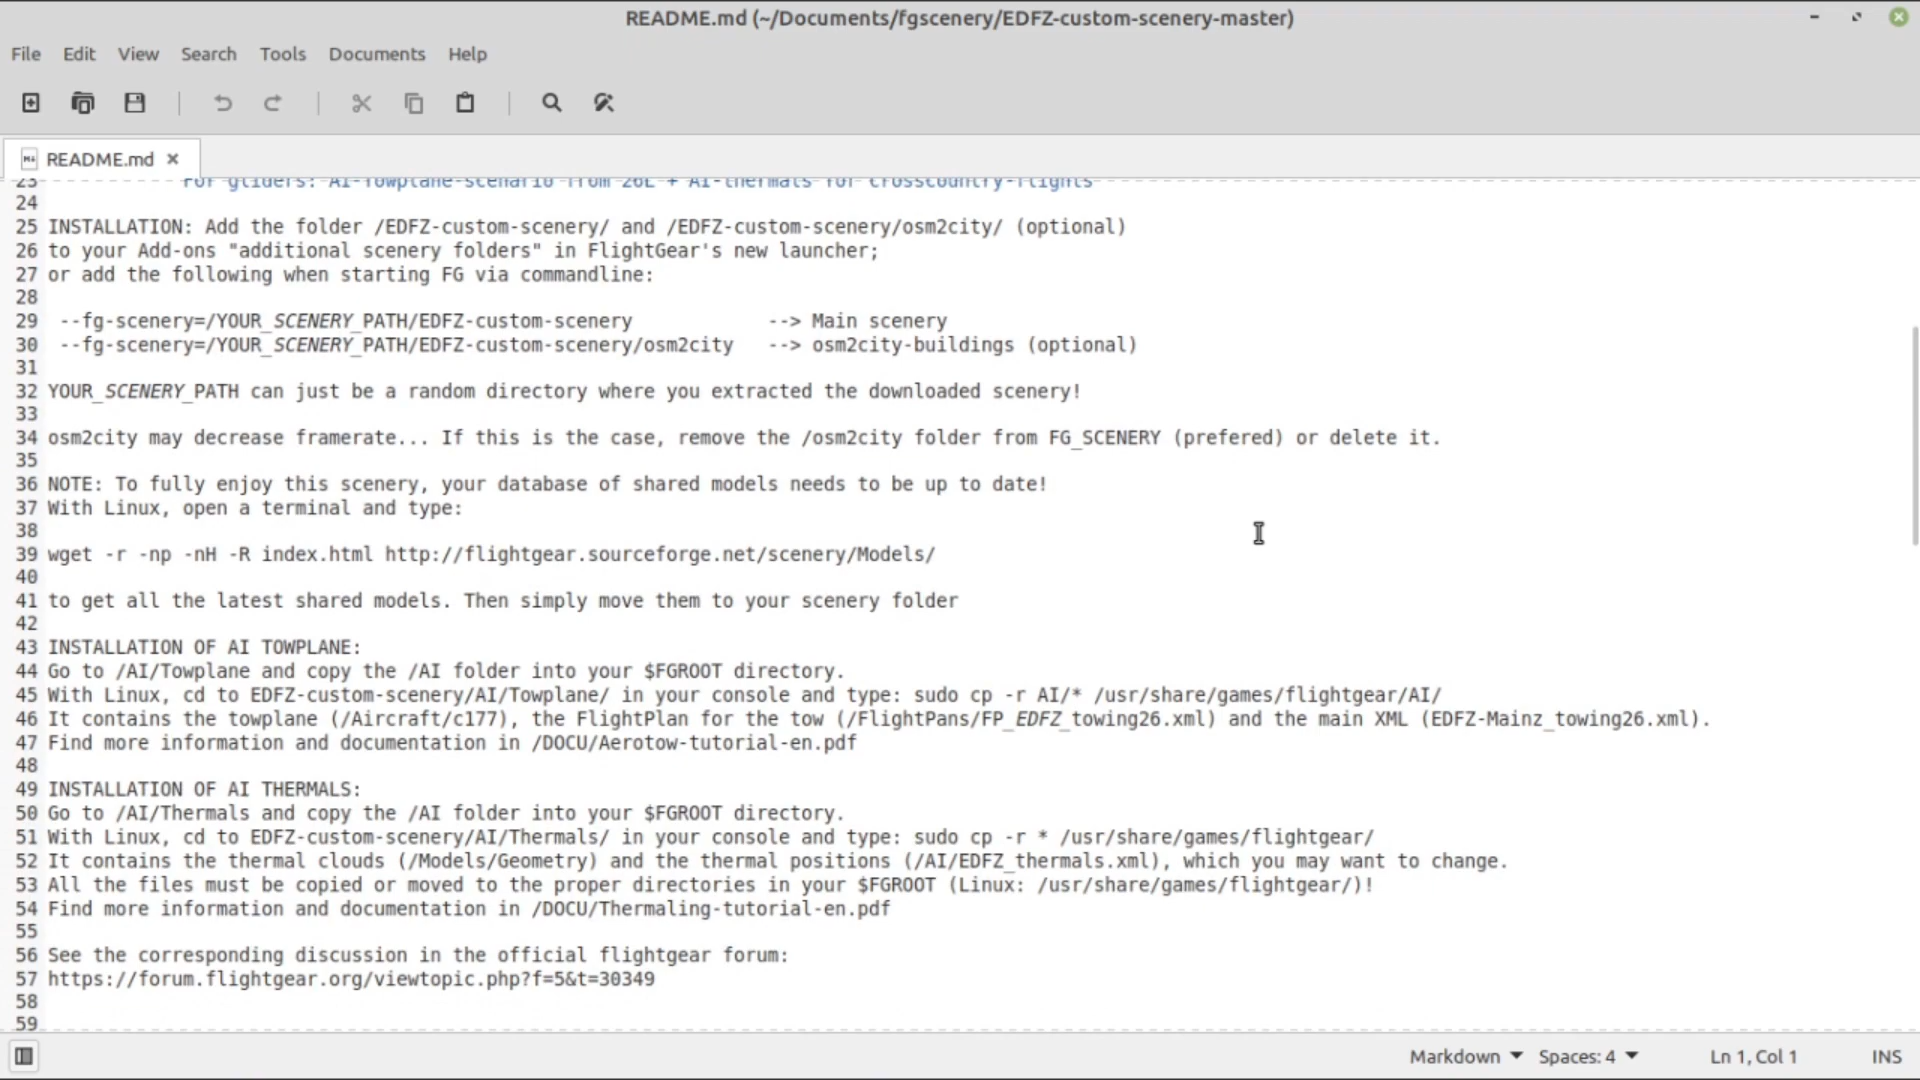 README.md (~/Documents/fgscenery/EDFZ-custom-scenery-master)
File Edit View Search Tools Documents Help
README.md
23 For gliders: AI-Towplane-scenario from 26L + AI-thermals for crosscountry-flights
24
25 INSTALLATION: Add the folder /EDFZ-custom-scenery/ and /EDFZ-custom-scenery/osm2city/ (optional)
26 to your Add-ons "additional scenery folders" in FlightGear's new launcher;
27 or add the following when starting FG via commandline:
28
29 --fg-scenery=/YOUR_SCENERY_PATH/EDFZ-custom-scenery --> Main scenery
30 --fg-scenery=/YOUR_SCENERY_PATH/EDFZ-custom-scenery/osm2city --> osm2city-buildings (optional)
31
32 YOUR_SCENERY_PATH can just be a random directory where you extracted the downloaded scenery!
33
34 osm2city may decrease framerate... If this is the case, remove the /osm2city folder from FG_SCENERY (prefered) or delete it.
35
36 NOTE: To fully enjoy this scenery, your database of shared models needs to be up to date!
37 With Linux, open a terminal and type:
38
39 wget -r -np -nH -R index.html http://flightgear.sourceforge.net/scenery/Models/
40
41 to get all the latest shared models. Then simply move them to your scenery folder
42
43 INSTALLATION OF AI TOWPLANE:
44 Go to /AI/Towplane and copy the /AI folder into your $FGROOT directory.
45 With Linux, cd to EDFZ-custom-scenery/AI/Towplane/ in your console and type: sudo cp -r AI/* /usr/share/games/flightgear/AI/
46 It contains the towplane (/Aircraft/c177), the FlightPlan for the tow (/FlightPans/FP_EDFZ_towing26.xml) and the main XML (EDFZ-Mainz_towing26.xml).
47 Find more information and documentation in /DOCU/Aerotow-tutorial-en.pdf
48
49 INSTALLATION OF AI THERMALS:
50 Go to /AI/Thermals and copy the /AI folder into your $FGROOT directory.
51 With Linux, cd to EDFZ-custom-scenery/AI/Thermals/ in your console and type: sudo cp -r * /usr/share/games/flightgear/
52 It contains the thermal clouds (/Models/Geometry) and the thermal positions (/AI/EDFZ_thermals.xml), which you may want to change.
53 All the files must be copied or moved to the proper directories in your $FGROOT (Linux: /usr/share/games/flightgear/)!
54 Find more information and documentation in /DOCU/Thermaling-tutorial-en.pdf
55
56 See the corresponding discussion in the official flightgear forum:
57 https://forum.flightgear.org/viewtopic.php?f=5&t=30349
58
59
Markdown Spaces: 4 Ln 1, Col 1 INS